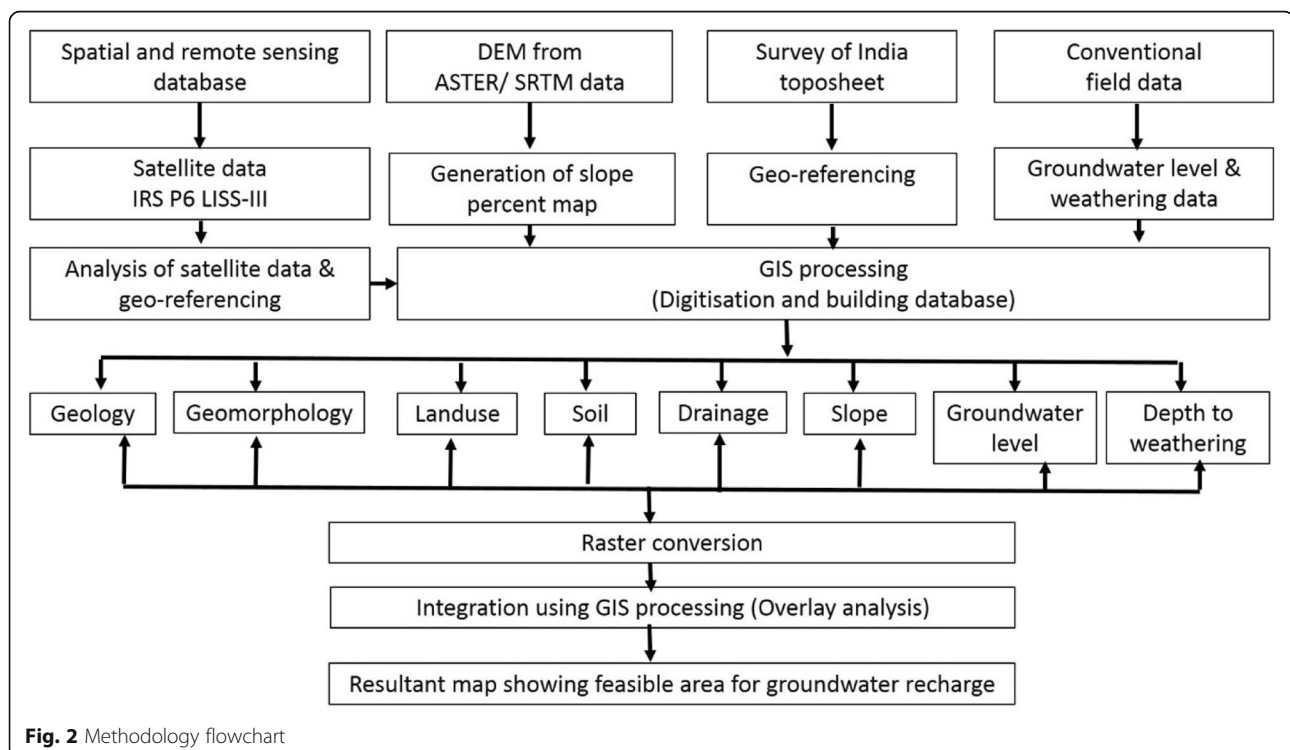 Spatial and remote sensing
database
DEM from
ASTER/ SRTM data
Survey of India
toposheet
Conventional
field data
Satellite data
IRS P6 LISS-III
Generation of slope
percent map
Geo-referencing
Groundwater level &
weathering data
Analysis of satellite data &
geo-referencing
GIS processing
(Digitisation and building database)
Geology
Geomorphology
Landuse
Soil
Drainage
Slope
Groundwater
level
Depth to
weathering
Raster conversion
Integration using GIS processing (Overlay analysis)
Resultant map showing feasible area for groundwater recharge
Fig. 2 Methodology flowchart